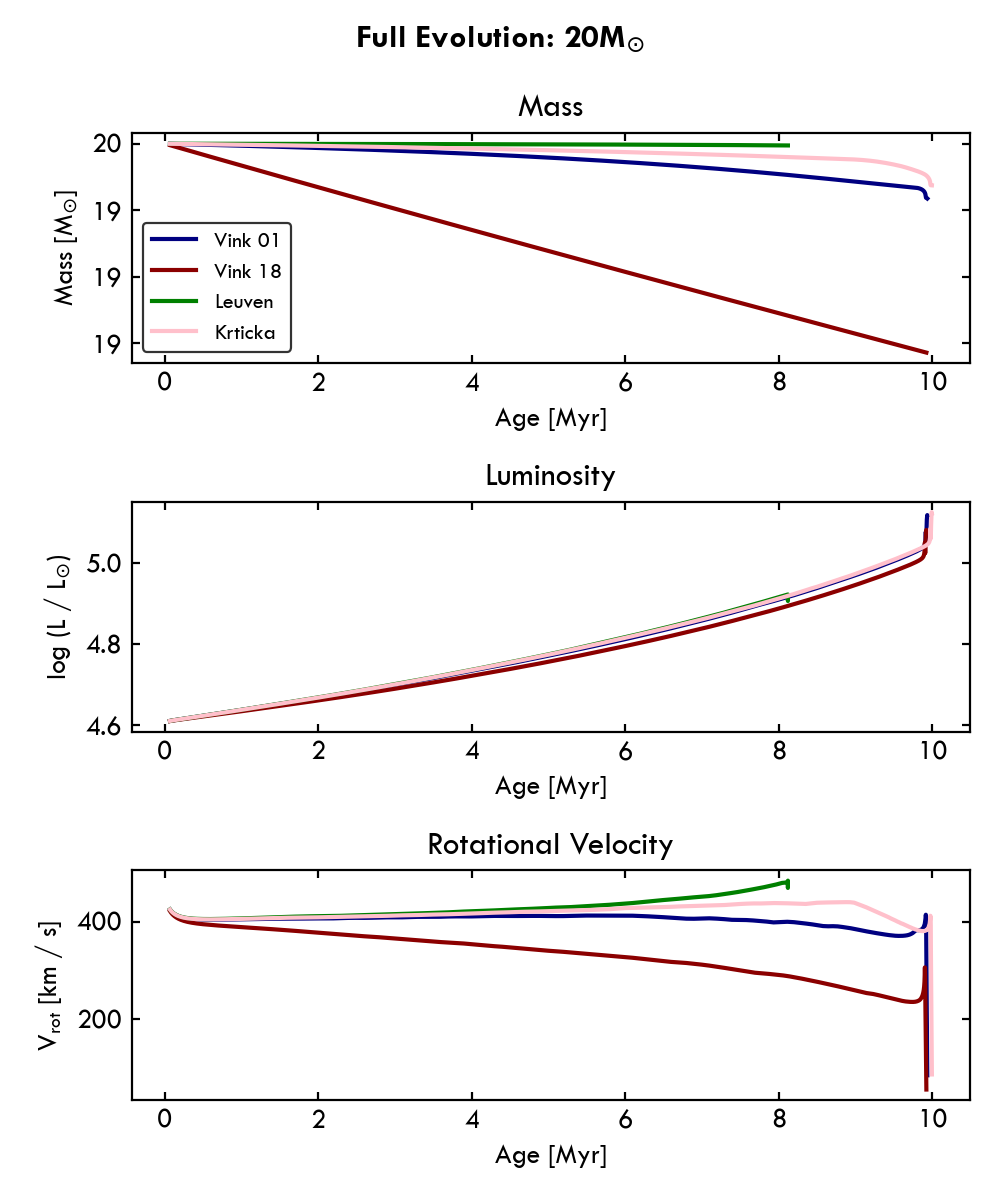 Full Evolution: 20M☉
Mass
20
19
19
19
Mass [M☉]
Vink 01
Vink 18
Leuven
Krticka
0 2 4 6 8 10
Age [Myr]
Luminosity
5.0
4.8
4.6
log (L / L☉)
0 2 4 6 8 10
Age [Myr]
Rotational Velocity
400
200
Vrot [km / s]
0 2 4 6 8 10
Age [Myr]